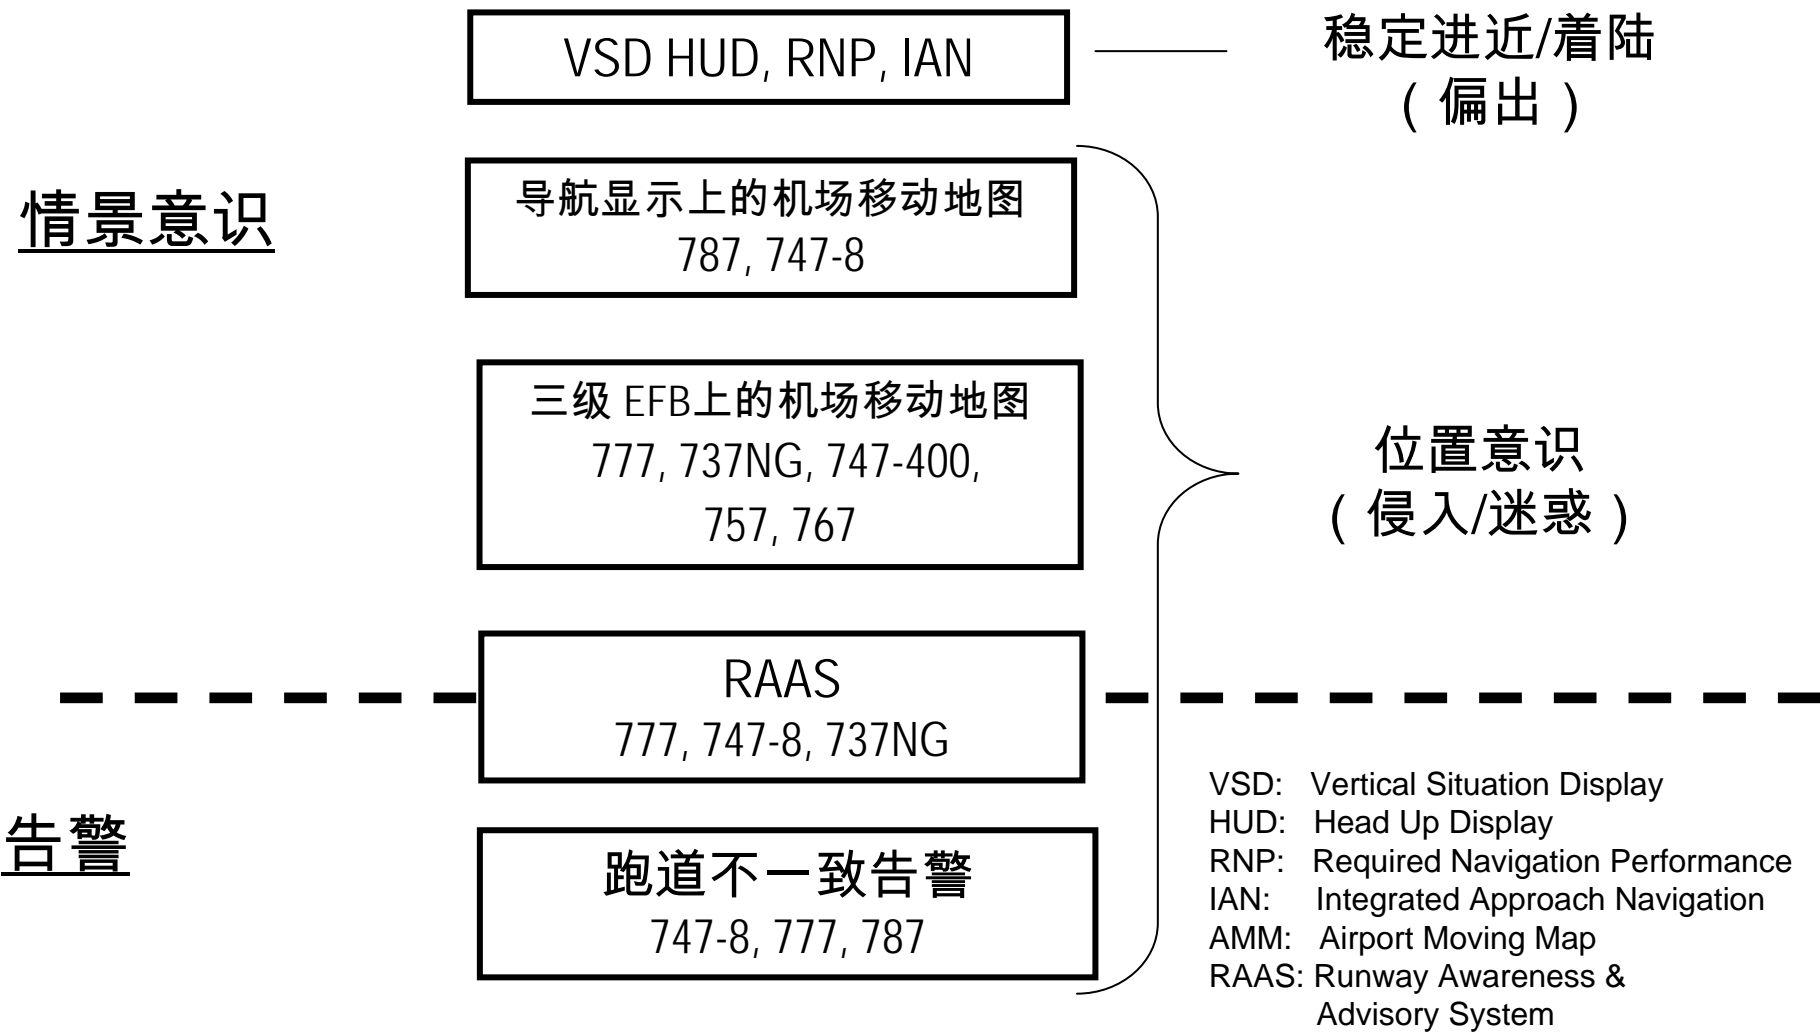 VSD HUD, RNP, IAN
稳定进近/着陆
（偏出）
情景意识
导航显示上的机场移动地图
787, 747-8
三级 EFB上的机场移动地图
777, 737NG, 747-400,
757, 767
位置意识
（侵入/迷惑）
RAAS
777, 747-8, 737NG
告警
跑道不一致告警
747-8, 777, 787
VSD: Vertical Situation Display
HUD: Head Up Display
RNP: Required Navigation Performance
IAN: Integrated Approach Navigation
AMM: Airport Moving Map
RAAS: Runway Awareness &
Advisory System